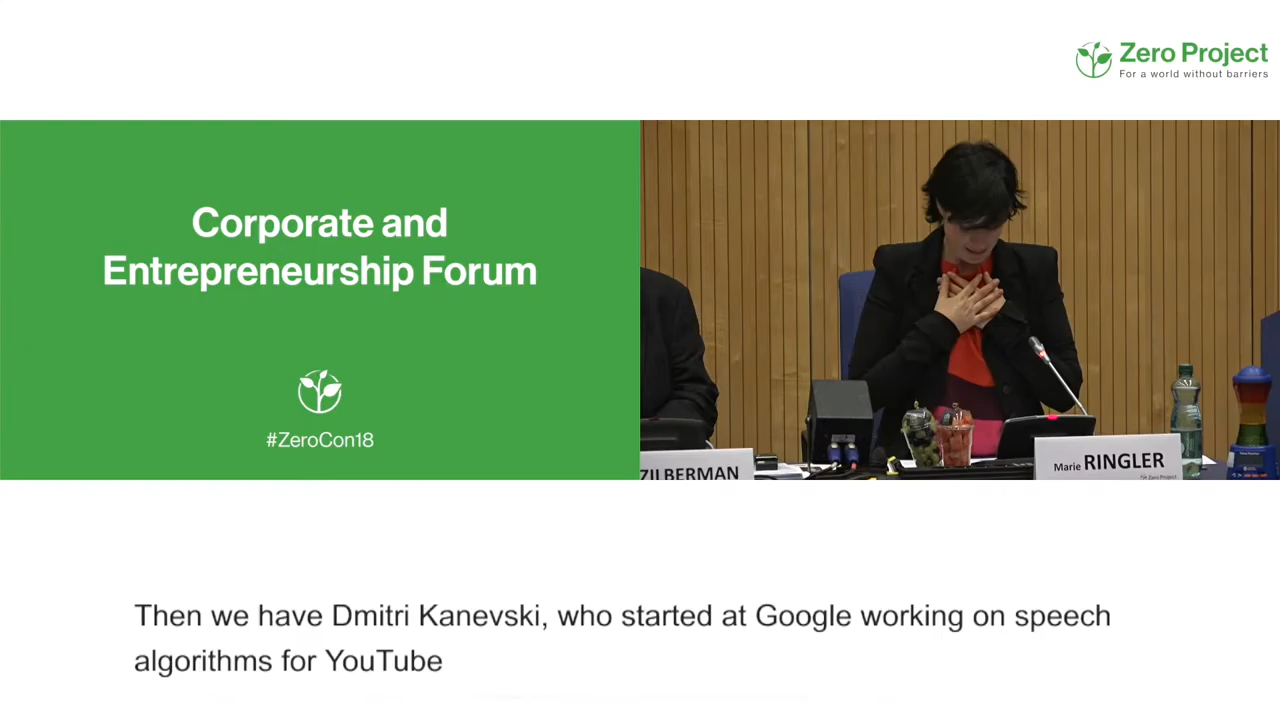 Zero Project
For a world without barriers
Corporate and
Entrepreneurship Forum
#ZeroCon18
ZILBERMAN
Marie RINGLER
Then we have Dmitri Kanevski, who started at Google working on speech
algorithms for YouTube